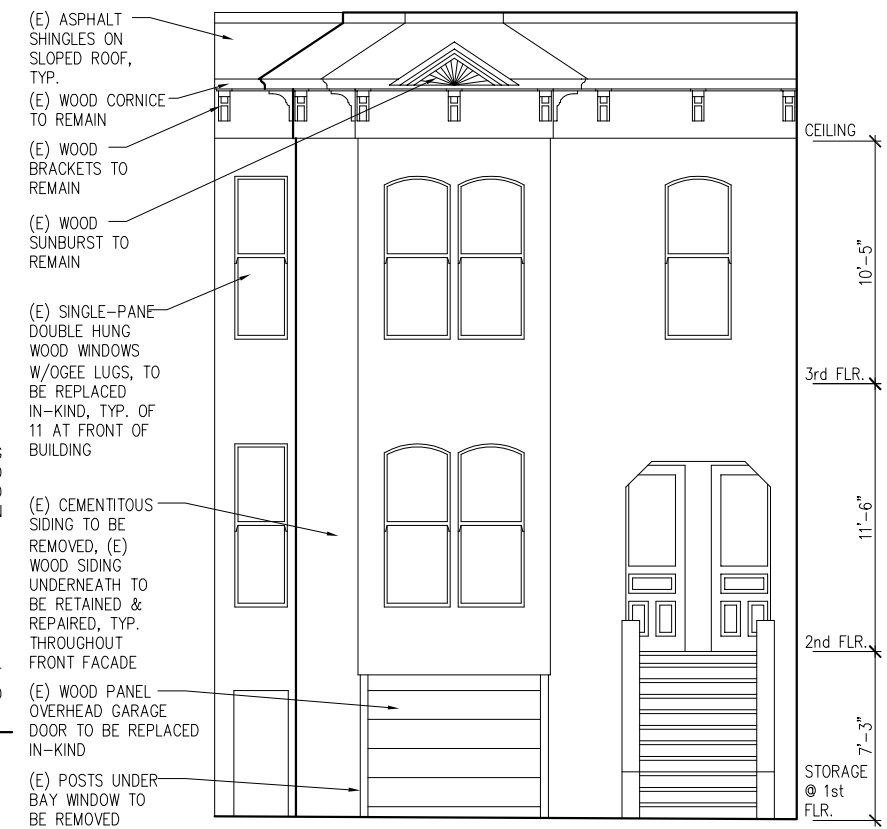 (E) ASPHALT
SHINGLES ON
SLOPED ROOF,
TYP.
(E) WOOD CORNICE
TO REMAIN
(E) WOOD
BRACKETS TO
REMAIN
(E) WOOD
SUNBURST TO
REMAIN
(E) SINGLE-PANE
DOUBLE HUNG
WOOD WINDOWS
W/OGEE LUGS, TO
BE REPLACED
IN-KIND, TYP. OF
11 AT FRONT OF
BUILDING
(E) CEMENTITOUS
SIDING TO BE
REMOVED, (E)
WOOD SIDING
UNDERNEATH TO
BE RETAINED &
REPAIRED, TYP.
THROUGHOUT
FRONT FACADE
(E) WOOD PANEL
OVERHEAD GARAGE
DOOR TO BE REPLACED
IN-KIND
(E) POSTS UNDER
BAY WINDOW TO
BE REMOVED
CEILING
10'-5"
3rd FLR.
11'-6"
2nd FLR.
7'-3"
STORAGE
@ 1st
FLR.